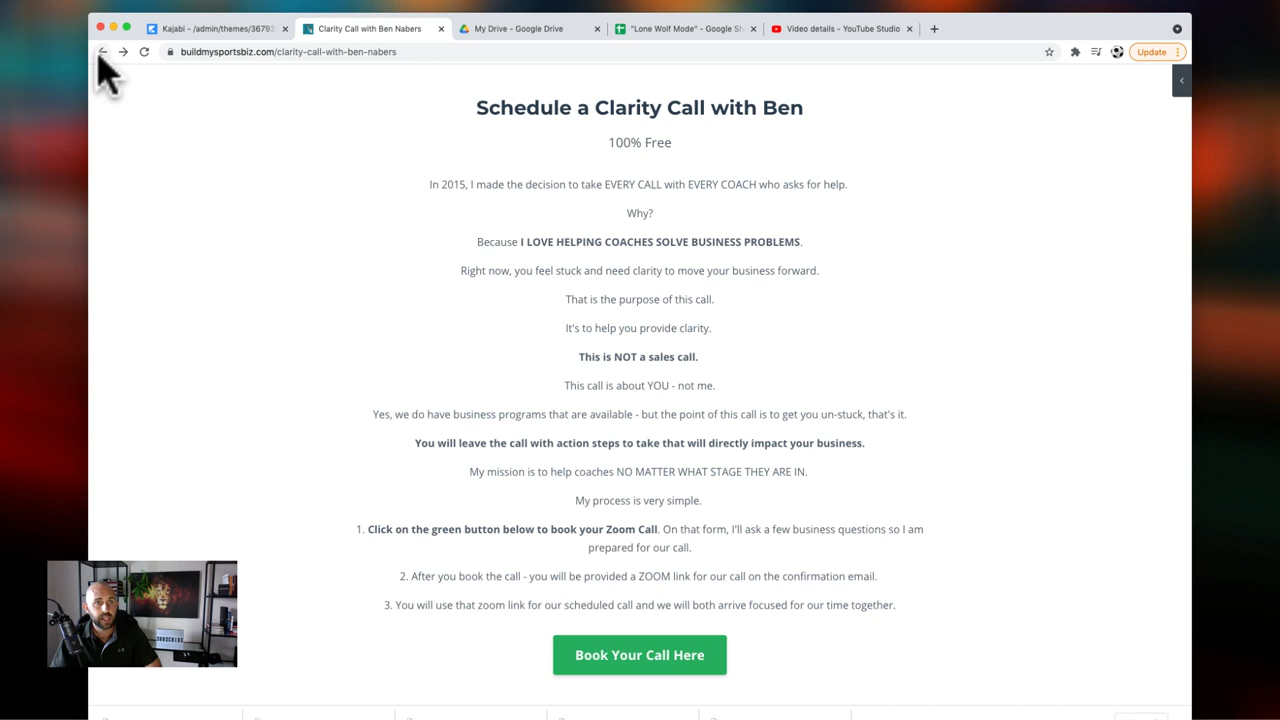 Kajabi - /admin/themes/36793
Clarity Call with Ben Nabers
My Drive - Google Drive
"Lone Wolf Mode" - Google Sh
Video details - YouTube Studio
buildmysportsbiz.com/clarity-call-with-ben-nabers
Update
Schedule a Clarity Call with Ben
100% Free
In 2015, I made the decision to take EVERY CALL with EVERY COACH who asks for help.
Why?
Because I LOVE HELPING COACHES SOLVE BUSINESS PROBLEMS.
Right now, you feel stuck and need clarity to move your business forward.
That is the purpose of this call.
It's to help you provide clarity.
This is NOT a sales call.
This call is about YOU - not me.
Yes, we do have business programs that are available - but the point of this call is to get you un-stuck, that's it.
You will leave the call with action steps to take that will directly impact your business.
My mission is to help coaches NO MATTER WHAT STAGE THEY ARE IN.
My process is very simple.
1. Click on the green button below to book your Zoom Call. On that form, I'll ask a few business questions so I am
prepared for our call.
2. After you book the call - you will be provided a ZOOM link for our call on the confirmation email.
3. You will use that zoom link for our scheduled call and we will both arrive focused for our time together.
SUBSCRIBE
Book Your Call Here